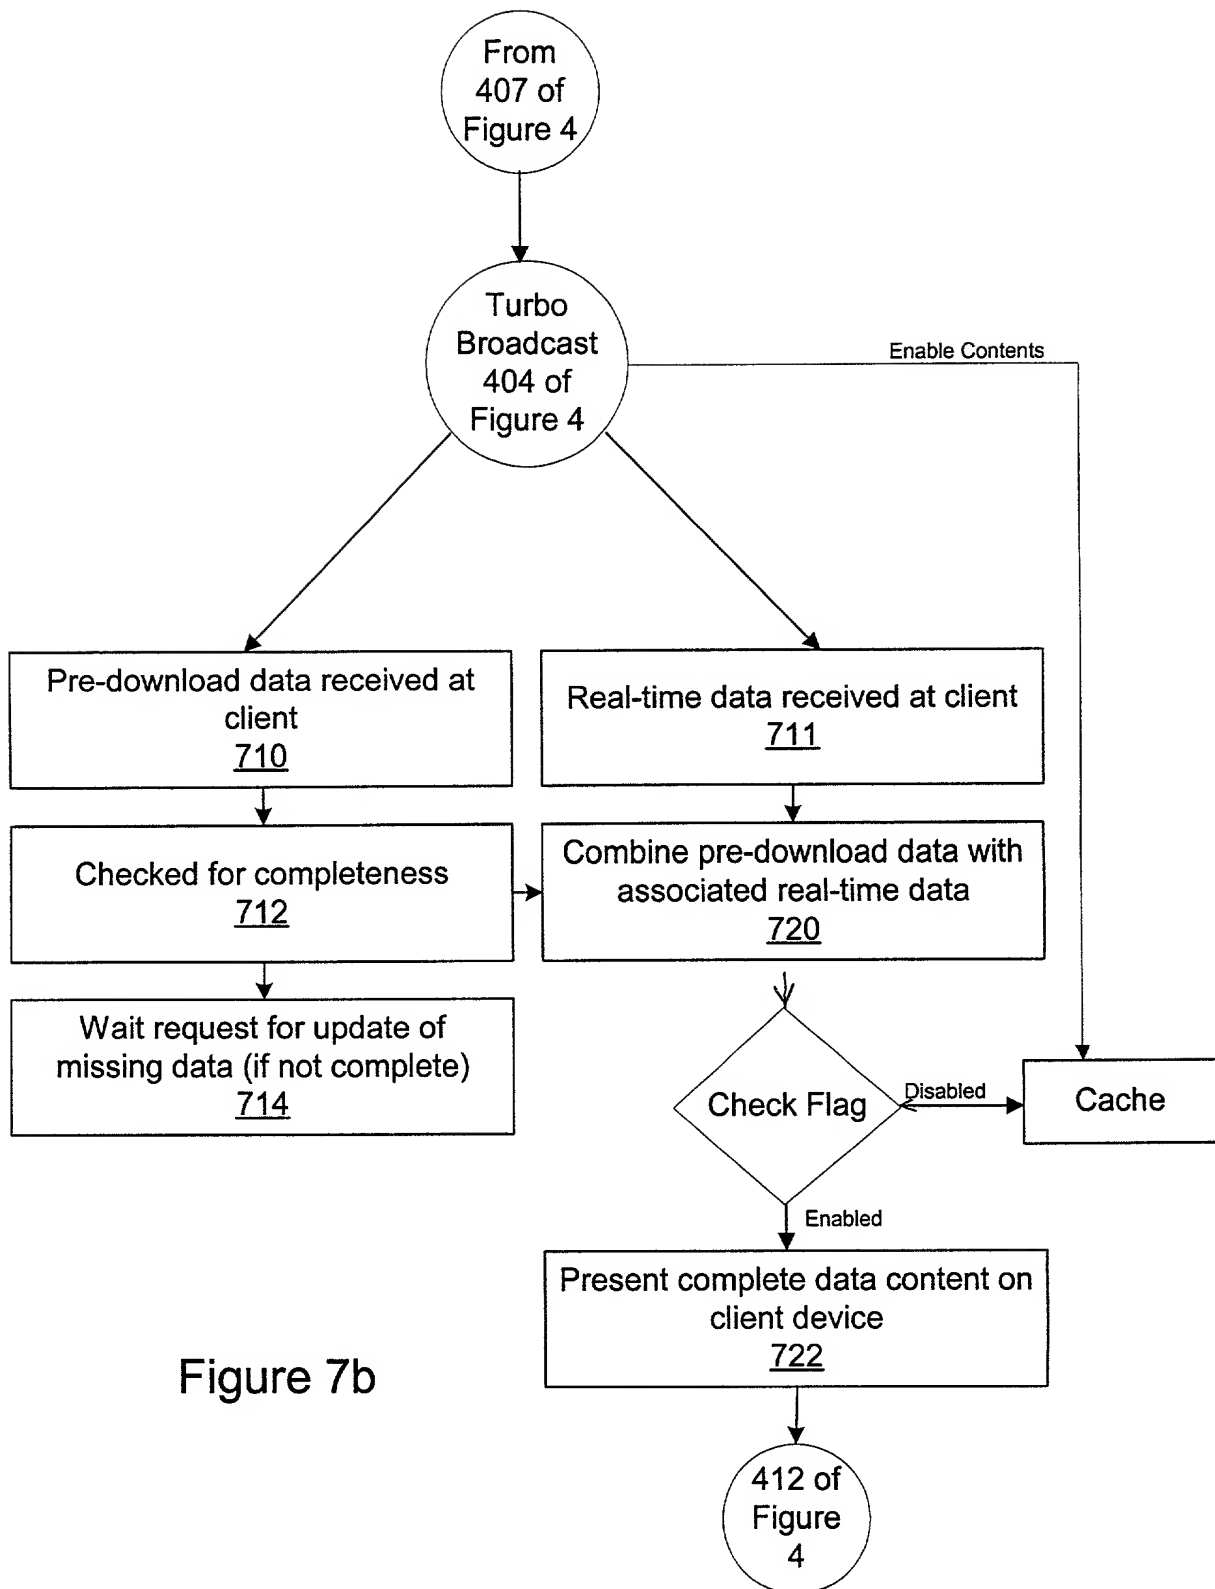 From
407 of
Figure 4
Turbo
Broadcast
404 of
Figure 4
Enable Contents
Pre-download data received at
client
710
Real-time data received at client
711
Checked for completeness
712
Combine pre-download data with
associated real-time data
720
Wait request for update of
missing data (if not complete)
714
Check Flag
Disabled
Cache
Enabled
Present complete data content on
client device
722
Figure 7b
412 of
Figure
4